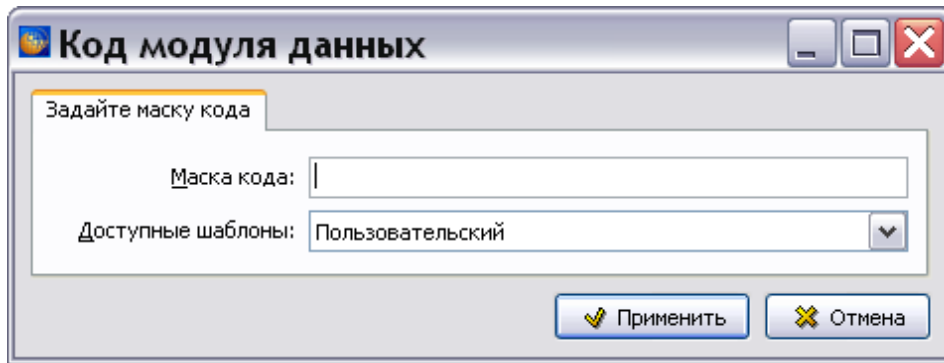 Код модуля данных
Задайте маску кода
Маска кода:
Доступные шаблоны: Пользовательский
Применить Отмена